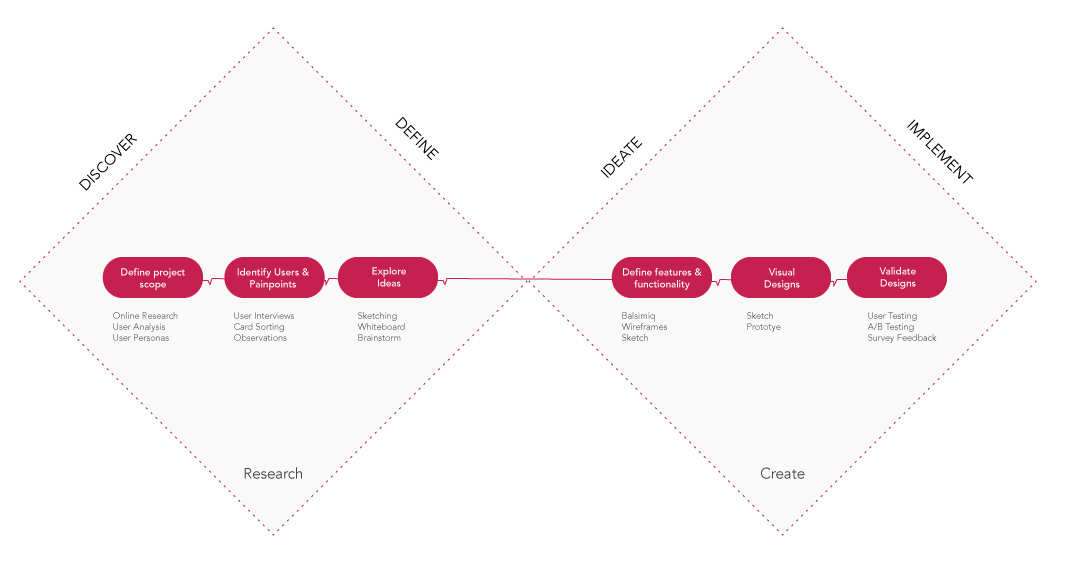 DISCOVER
DEFINE
IDEATE
IMPLEMENT
Define project
scope
Online Research
User Analysis
User Personas
Identify Users &
Painpoints
User Interviews
Card Sorting
Observations
Explore
Ideas
Sketching
Whiteboard
Brainstorm
Define features &
functionality
Balsimiq
Wireframes
Sketch
Visual
Designs
Sketch
Prototye
Validate
Designs
User Testing
A/B Testing
Survey Feedback
Research
Create